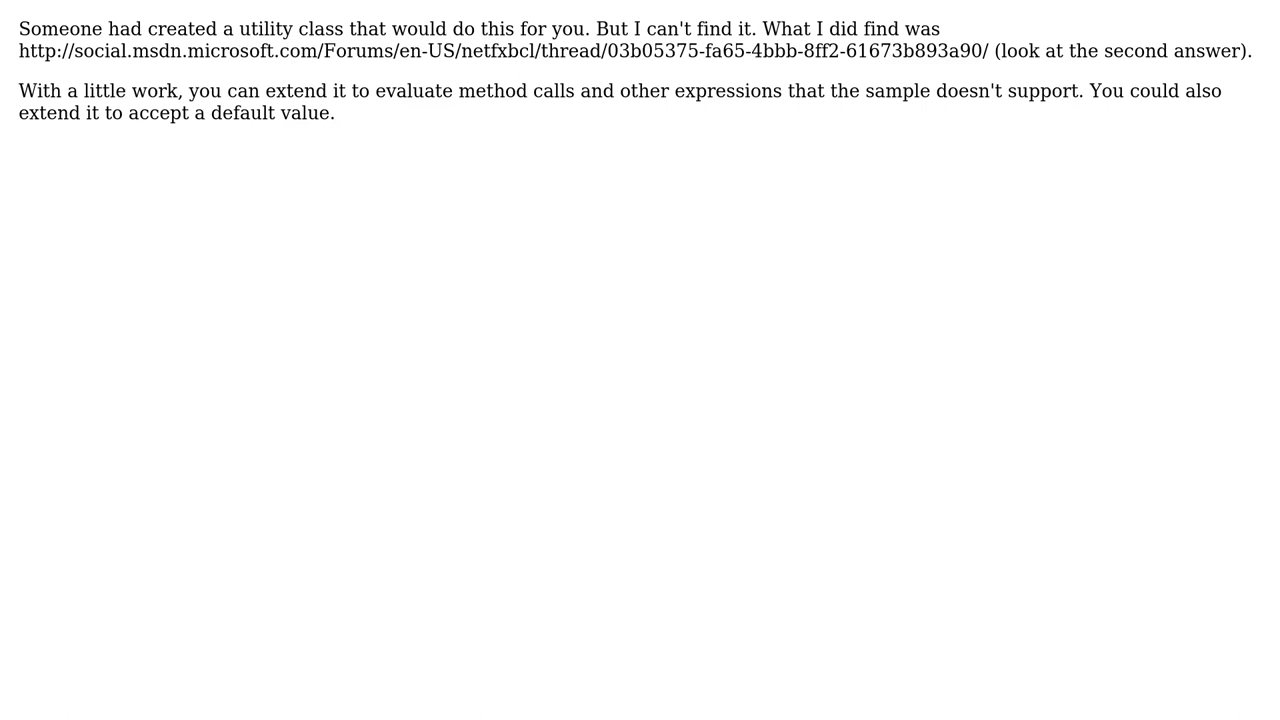 Someone had created a utility class that would do this for you. But I can't find it. What I did find was
http://social.msdn.microsoft.com/Forums/en-US/netfxbcl/thread/03b05375-fa65-4bbb-8ff2-61673b893a90/ (look at the second answer).
With a little work, you can extend it to evaluate method calls and other expressions that the sample doesn't support. You could also
extend it to accept a default value.